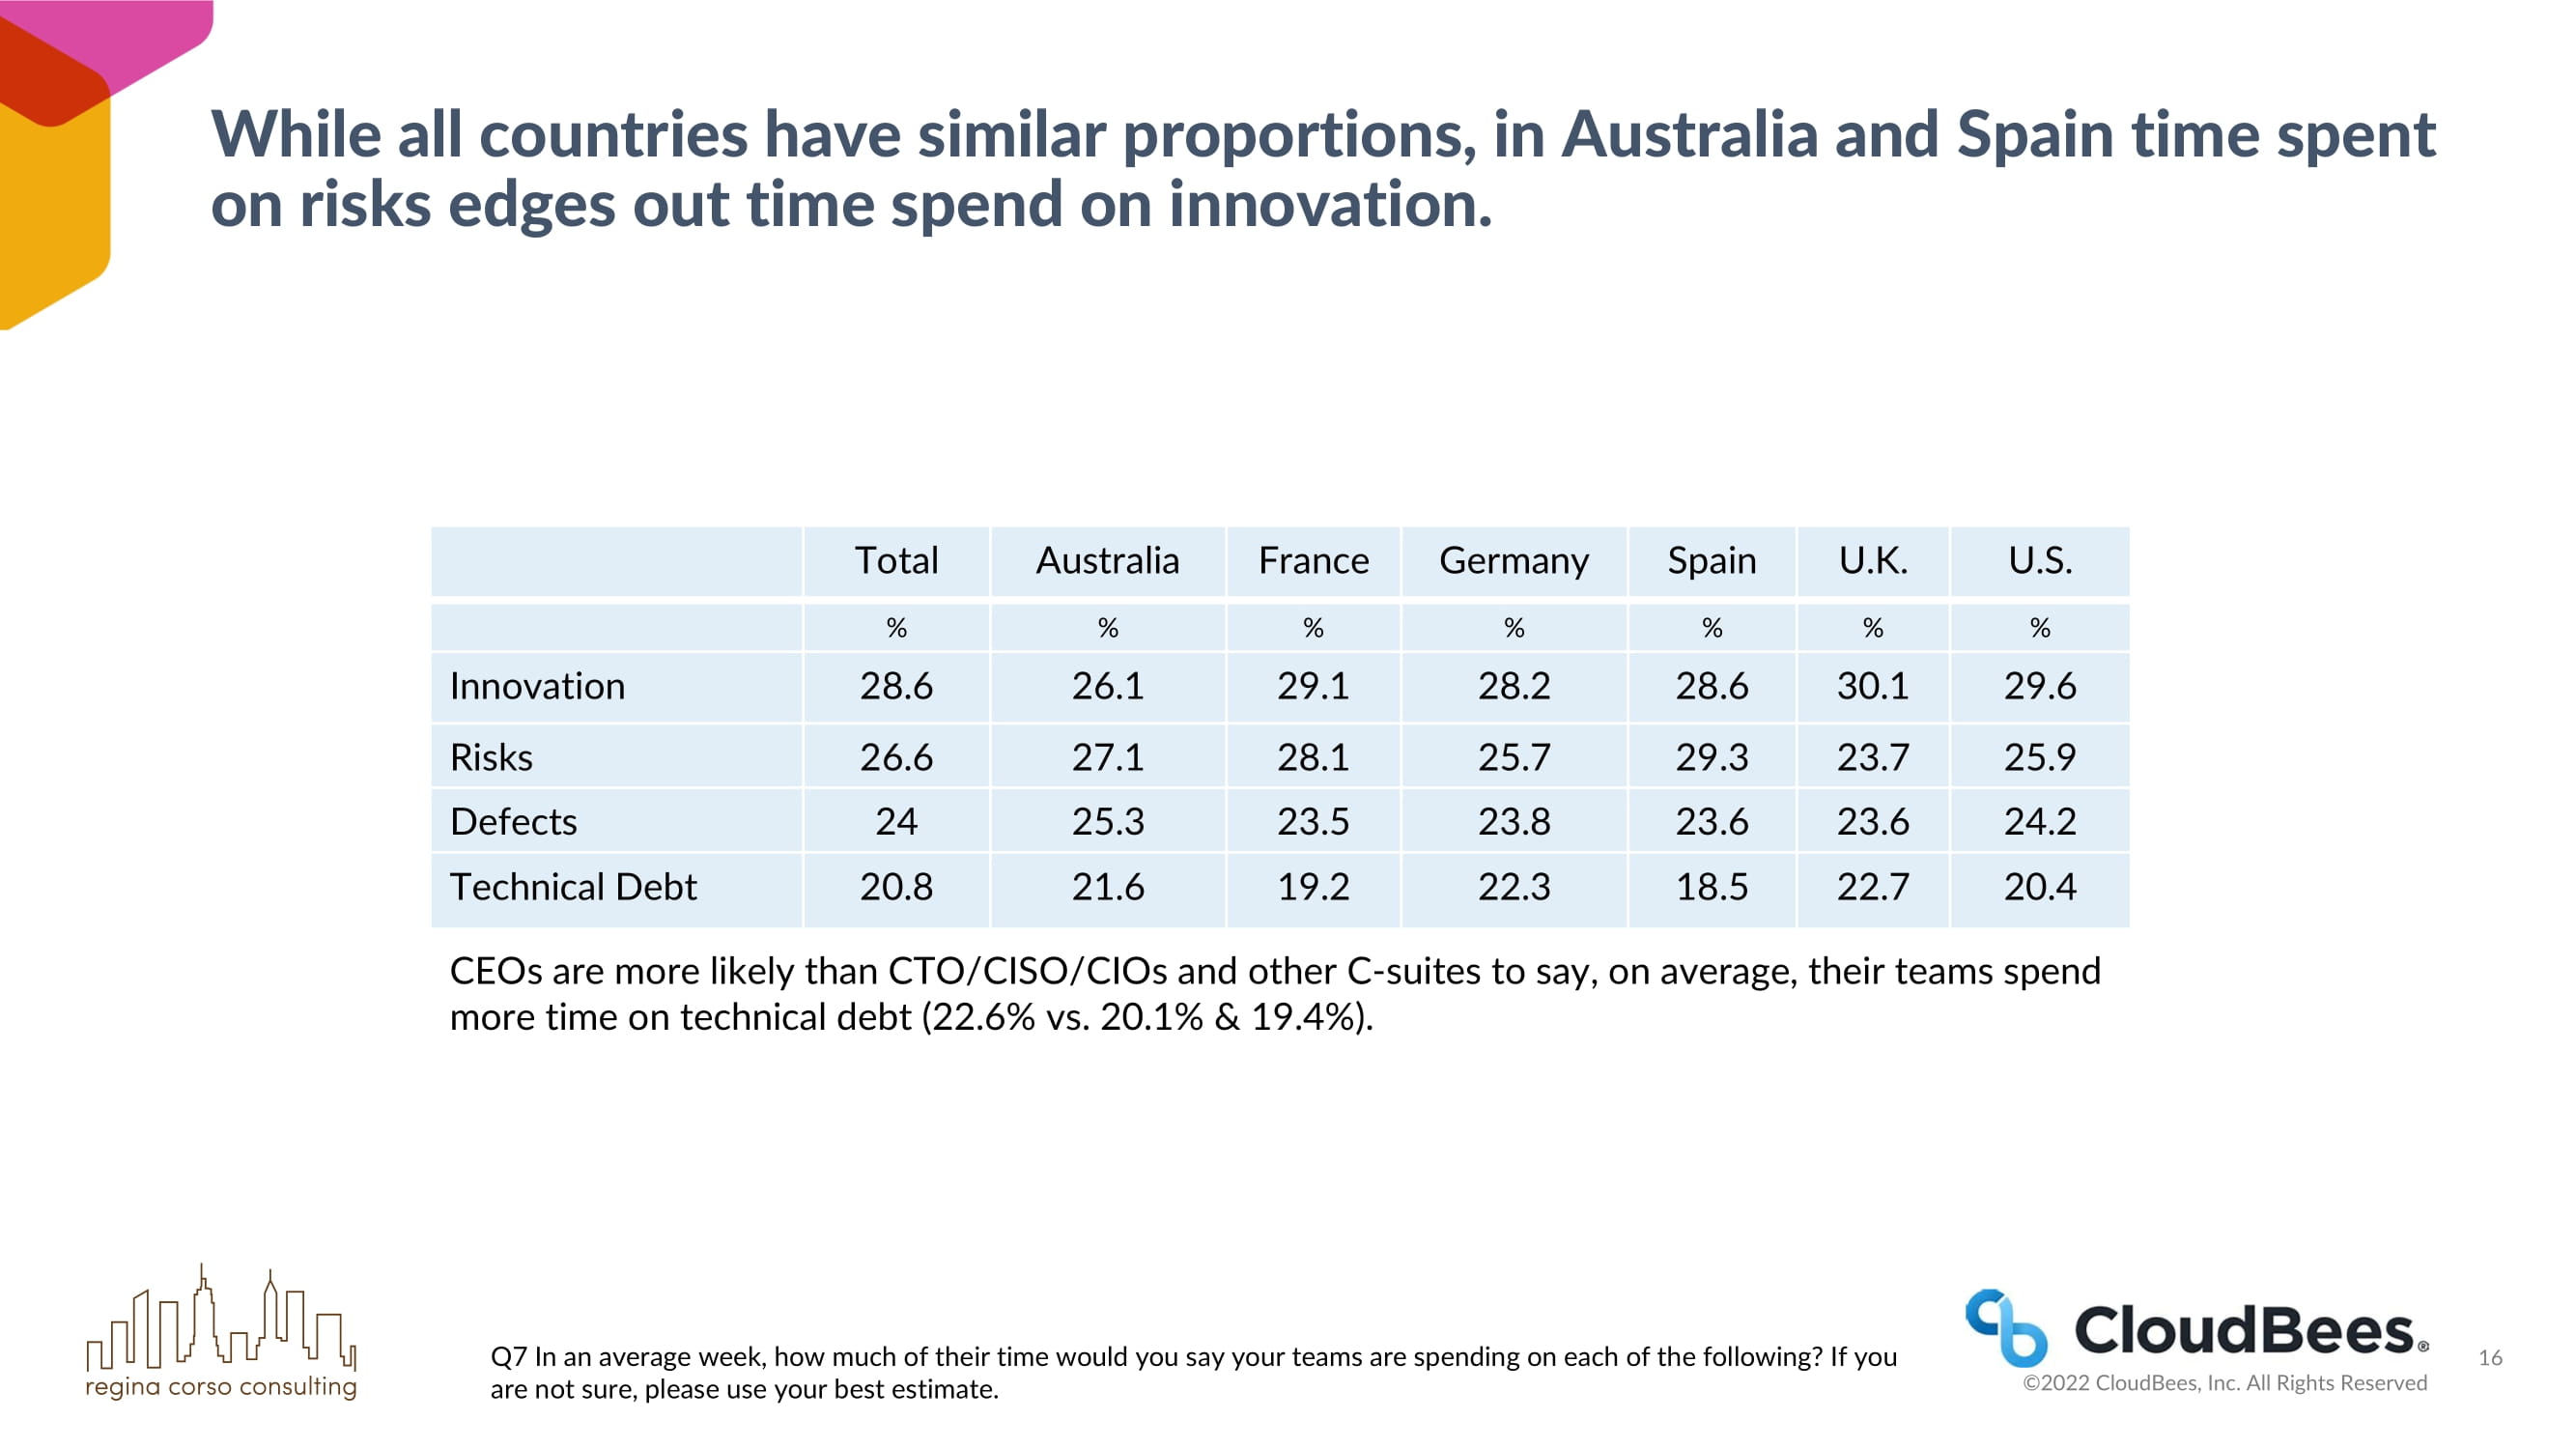 While all countries have similar proportions, in Australia and Spain time spent
on risks edges out time spend on innovation.
Total Australia France Germany Spain U.K. U.S.
% % % % % % %
Innovation 28.6 26.1 29.1 28.2 28.6 30.1 29.6
Risks 26.6 27.1 28.1 25.7 29.3 23.7 25.9
Defects 24 25.3 23.5 23.8 23.6 23.6 24.2
Technical Debt 20.8 21.6 19.2 22.3 18.5 22.7 20.4
CEOs are more likely than CTO/CISO/CIOs and other C-suites to say, on average, their teams spend
more time on technical debt (22.6% vs. 20.1% & 19.4%).
regina corso consulting
Q7 In an average week, how much of their time would you say your teams are spending on each of the following? If you
are not sure, please use your best estimate.
CloudBees®
©2022 CloudBees, Inc. All Rights Reserved
16